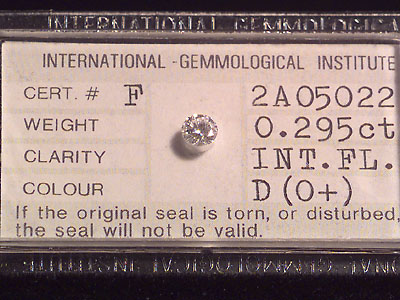 INTERNATIONAL GEMMOLOGICA
INTERNATIONAL - GEMMOLOGICAL INSTITUTE
CERT. # F 2A05022
WEIGHT 0.295ct
CLARITY INT.FL.
COLOUR D(0+)
If the original seal is torn, or disturbed,
the seal will not be valid.